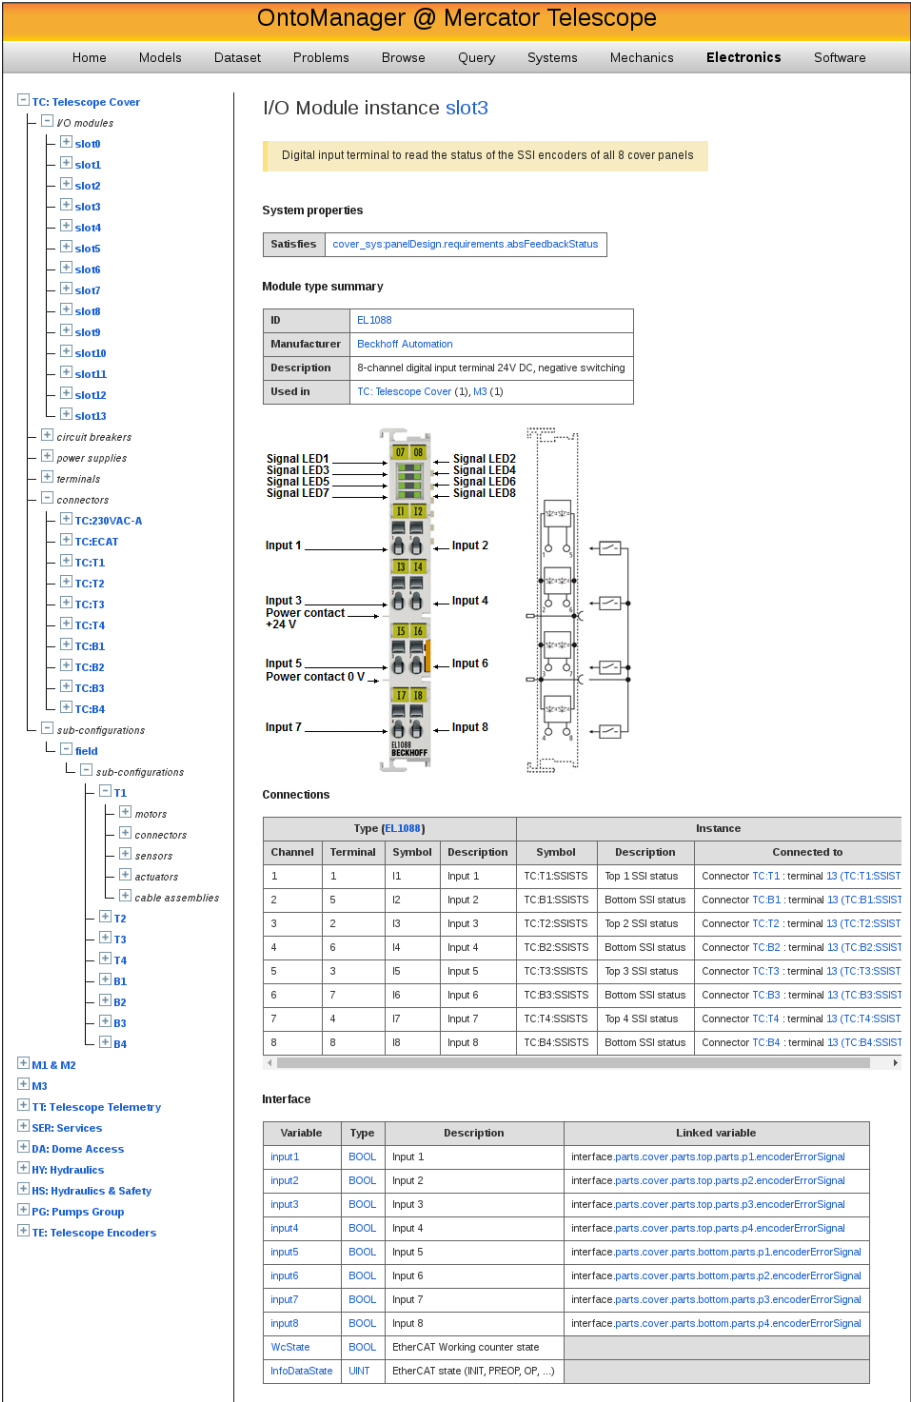 OntoManager @ Mercator Telescope
Home Models Dataset Problems Browse Query Systems Mechanics Electronics Software
TC: Telescope Cover
I/O modules
slot0
slot1
slot2
slot3
slot4
slot5
slot6
slot7
slot8
slot9
slot10
slot11
slot12
slot13
circuit breakers
power supplies
terminals
connectors
TC:230VAC-A
TC:ECAT
TC:T1
TC:T2
TC:T3
TC:T4
TC:B1
TC:B2
TC:B3
TC:B4
sub-configurations
field
sub-configurations
T1
motors
connectors
sensors
actuators
cable assemblies
T2
T3
T4
B1
B2
B3
B4
M1 & M2
M3
TT: Telescope Telemetry
SER: Services
DA: Dome Access
HY: Hydraulics
HS: Hydraulics & Safety
PG: Pumps Group
TE: Telescope Encoders
I/O Module instance slot3
Digital input terminal to read the status of the SSI encoders of all 8 cover panels
System properties
Satisfies cover_sys:panelDesign.requirements.absFeedbackStatus
Module type summary
ID EL1088
Manufacturer Beckhoff Automation
Description 8-channel digital input terminal 24V DC, negative switching
Used in TC: Telescope Cover (1), M3 (1)
07 08
Signal LED1 Signal LED2
Signal LED3 Signal LED4
Signal LED5 Signal LED6
Signal LED7 Signal LED8
I1 I2
Input 1 Input 2
1 5
I3 I4
Input 3 Input 4
2 6
Power contact
+24 V
I5 I6
Input 5 Input 6
3 7
Power contact 0 V
I7 I8
Input 7 Input 8
4 8
EL1088
BECKHOFF
Connections
Type (EL1088) Instance
Channel Terminal Symbol Description Symbol Description Connected to
1 1 I1 Input 1 TC:T1:SSISTS Top 1 SSI status Connector TC:T1 : terminal 13 (TC:T1:SSIST
2 5 I2 Input 2 TC:B1:SSISTS Bottom SSI status Connector TC:B1 : terminal 13 (TC:B1:SSIST
3 2 I3 Input 3 TC:T2:SSISTS Top 2 SSI status Connector TC:T2 : terminal 13 (TC:T2:SSIST
4 6 I4 Input 4 TC:B2:SSISTS Bottom SSI status Connector TC:B2 : terminal 13 (TC:B2:SSIST
5 3 I5 Input 5 TC:T3:SSISTS Top 3 SSI status Connector TC:T3 : terminal 13 (TC:T3:SSIST
6 7 I6 Input 6 TC:B3:SSISTS Bottom SSI status Connector TC:B3 : terminal 13 (TC:B3:SSIST
7 4 I7 Input 7 TC:T4:SSISTS Top 4 SSI status Connector TC:T4 : terminal 13 (TC:T4:SSIST
8 8 I8 Input 8 TC:B4:SSISTS Bottom SSI status Connector TC:B4 : terminal 13 (TC:B4:SSIST
Interface
Variable Type Description Linked variable
input1 BOOL Input 1 interface.parts.cover.parts.top.parts.p1.encoderErrorSignal
input2 BOOL Input 2 interface.parts.cover.parts.top.parts.p2.encoderErrorSignal
input3 BOOL Input 3 interface.parts.cover.parts.top.parts.p3.encoderErrorSignal
input4 BOOL Input 4 interface.parts.cover.parts.top.parts.p4.encoderErrorSignal
input5 BOOL Input 5 interface.parts.cover.parts.bottom.parts.p1.encoderErrorSignal
input6 BOOL Input 6 interface.parts.cover.parts.bottom.parts.p2.encoderErrorSignal
input7 BOOL Input 7 interface.parts.cover.parts.bottom.parts.p3.encoderErrorSignal
input8 BOOL Input 8 interface.parts.cover.parts.bottom.parts.p4.encoderErrorSignal
WcState BOOL EtherCAT Working counter state
InfoDataState UINT EtherCAT state (INIT, PREOP, OP, ...)